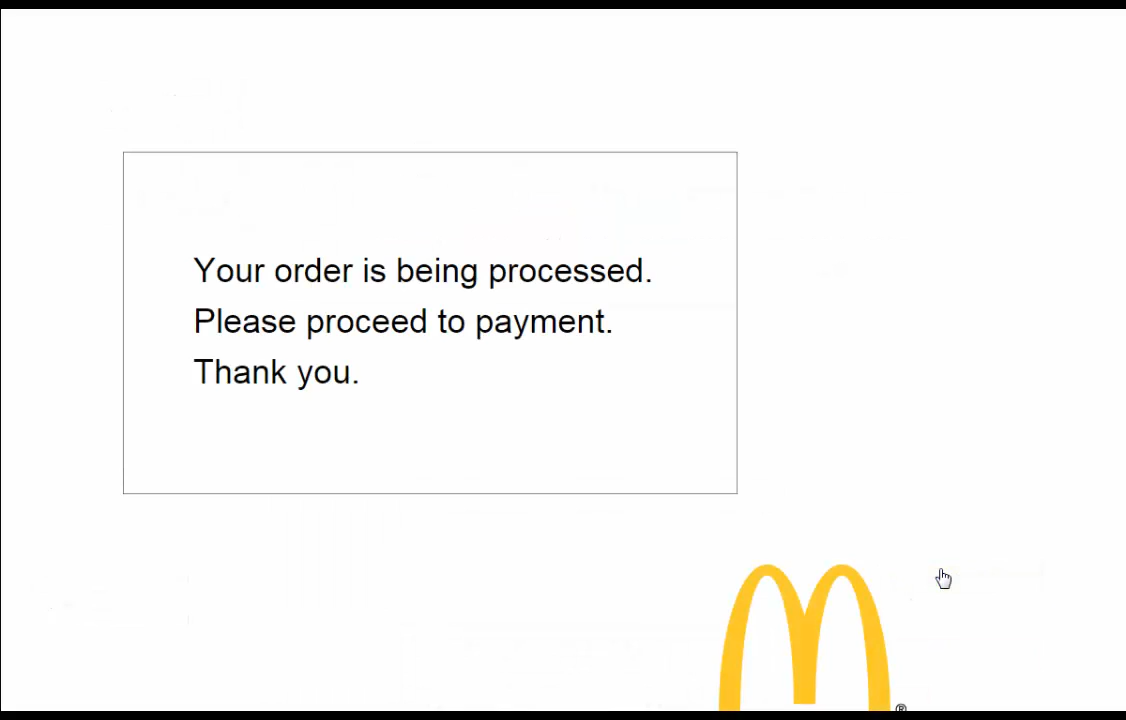 Your order is being processed.
Please proceed to payment.
Thank you.
®